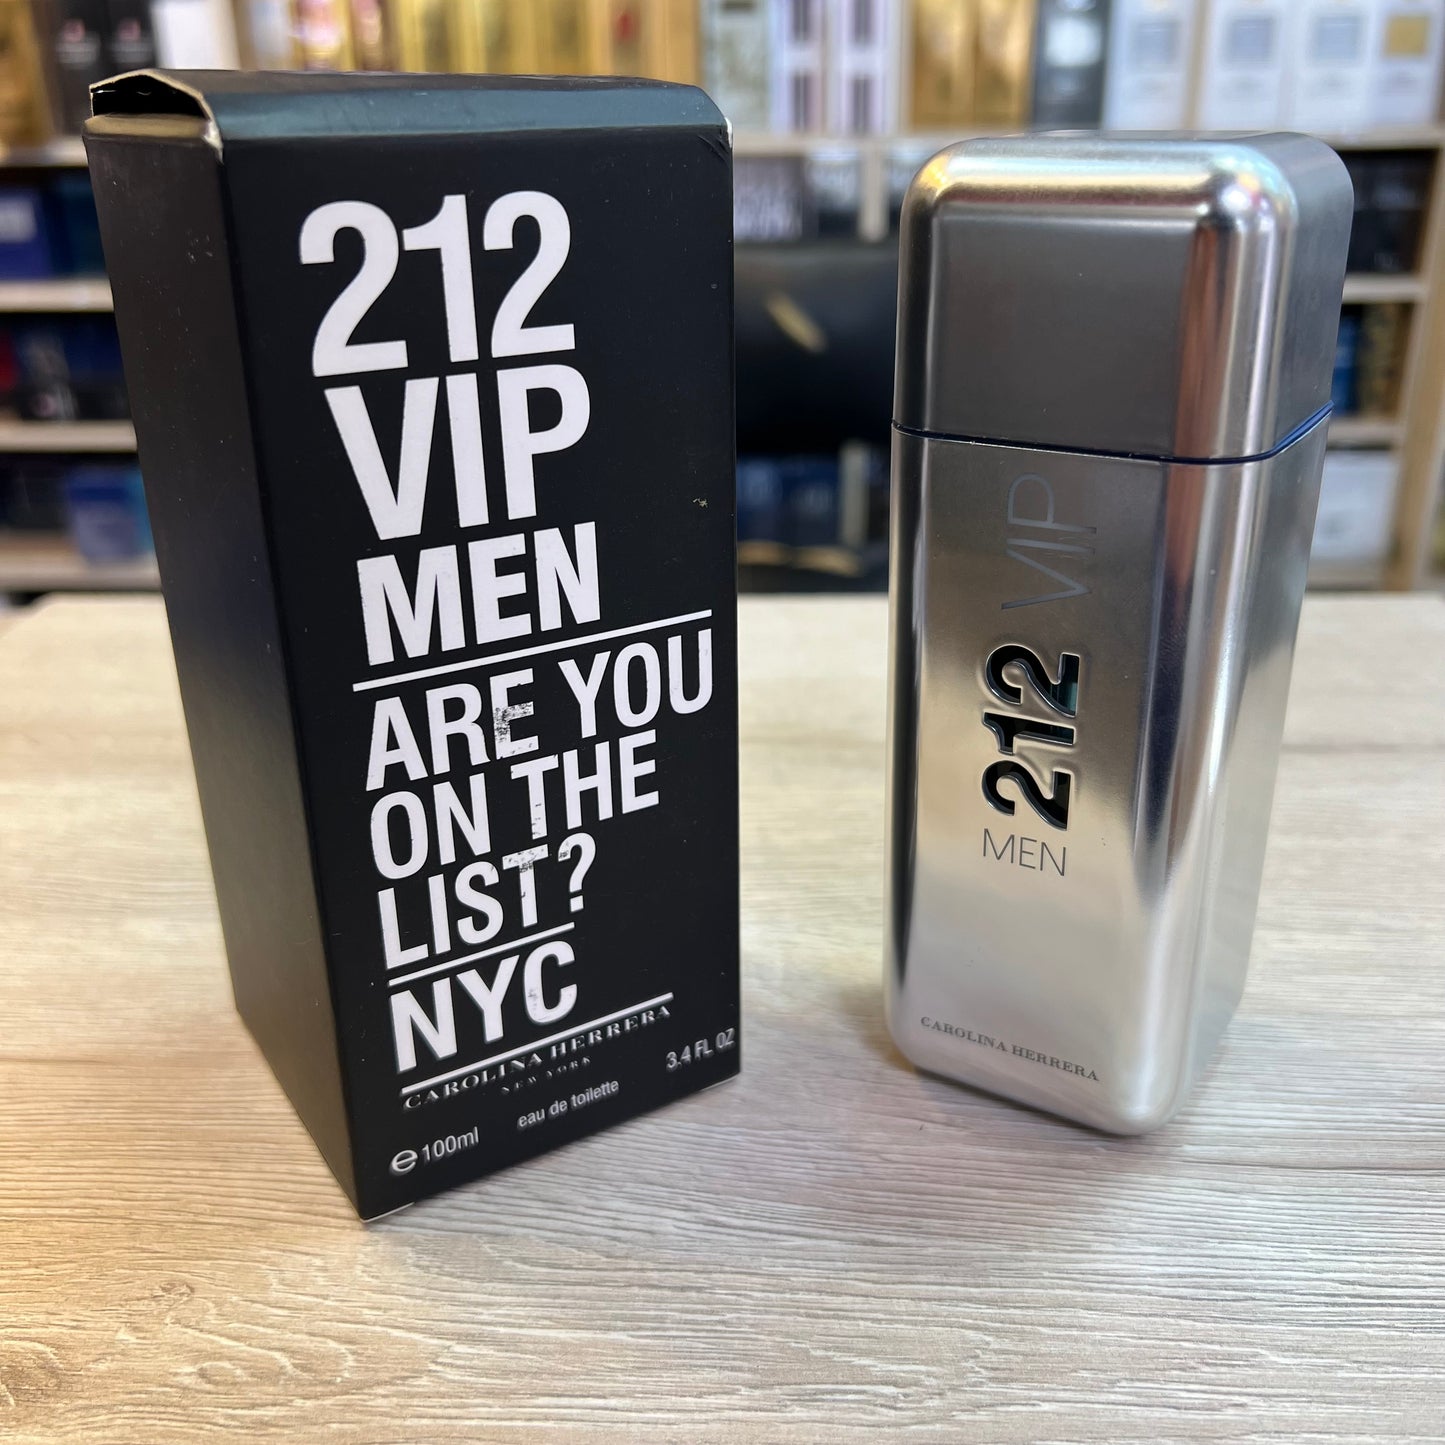 212
VIP
MEN
ARE YOU
ON THE
LIST?
NYC
CAROLINA HERRERA
NEW YORK
eau de toilette
3.4 FL OZ
e 100ml
212 VIP
MEN
CAROLINA HERRERA